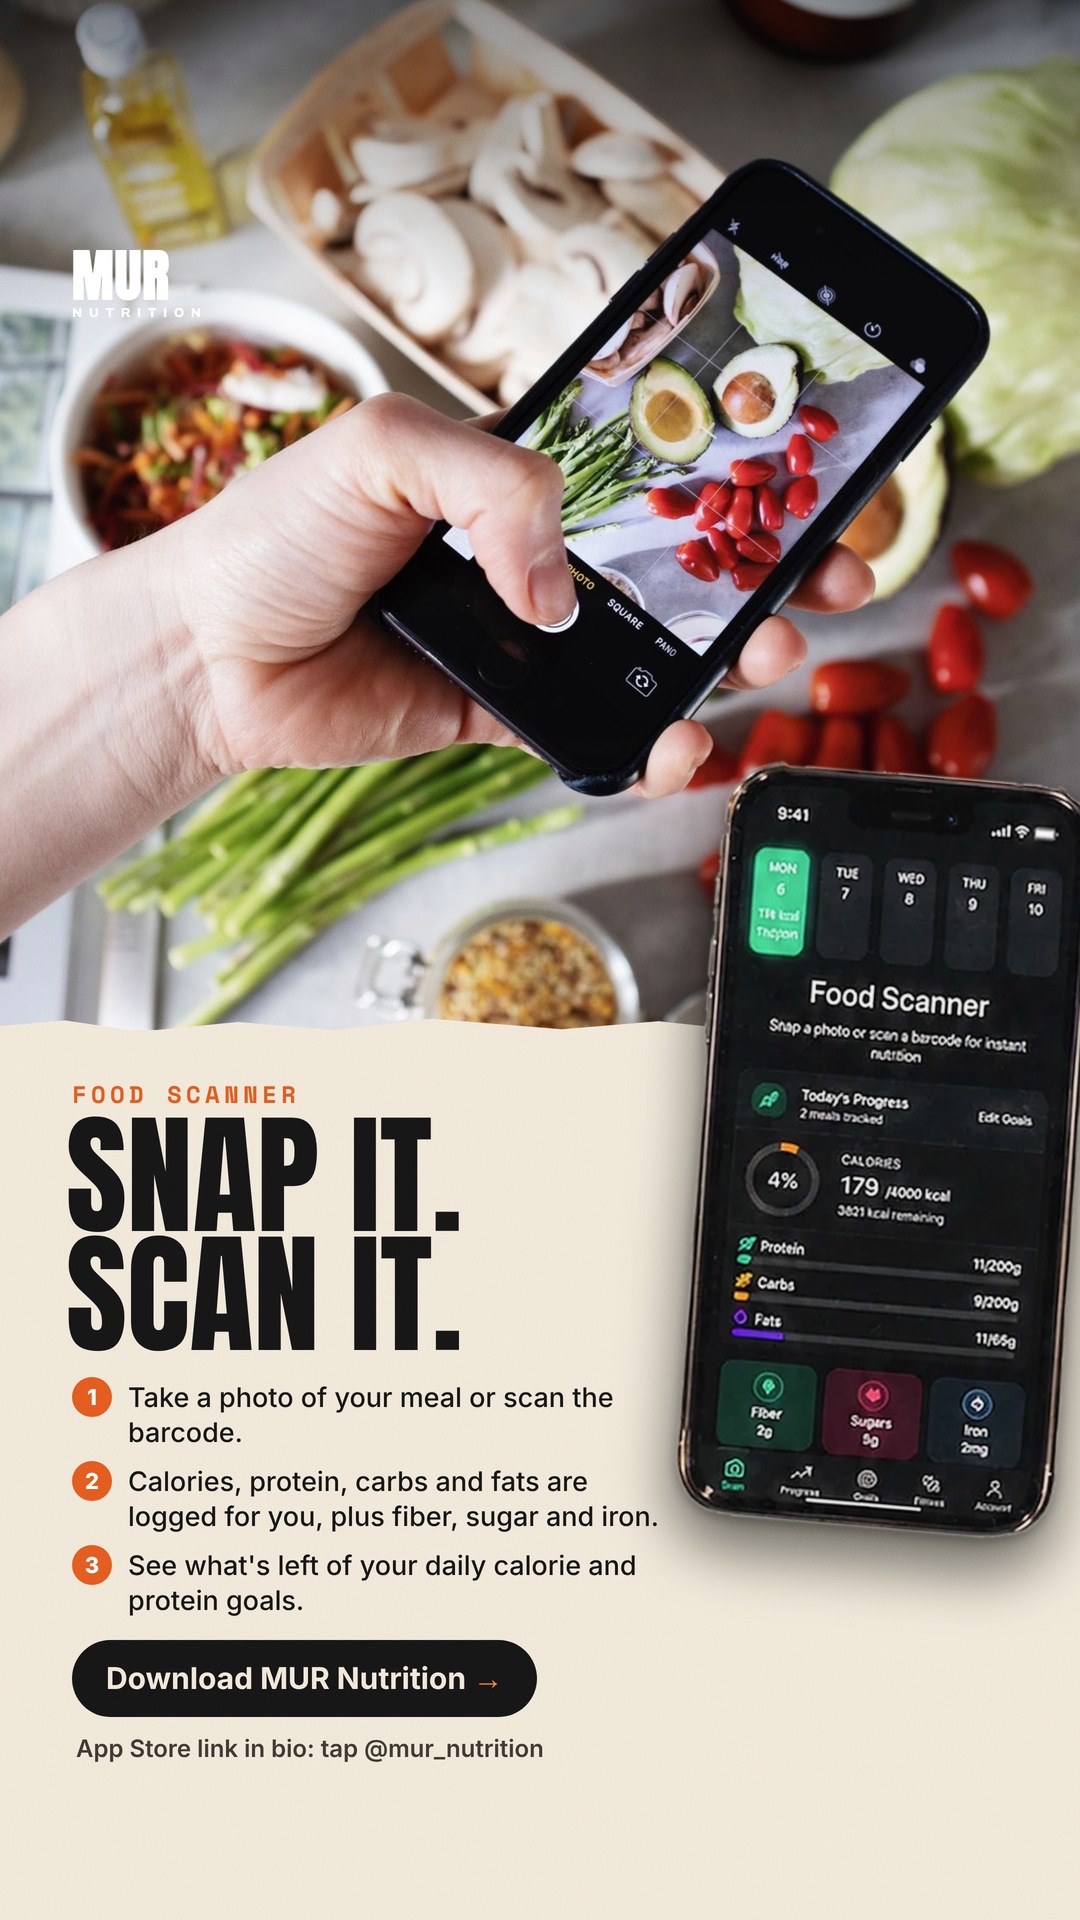 MUR
NUTRITION
HDR
PHOTO
SQUARE
PANO
9:41
MON
6
TUE
7
WED
8
THU
9
FRI
10
Food Scanner
Snap a photo or scan a barcode for instant
nutrition
Today's Progress
2 meals tracked
Edit Goals
4%
CALORIES
179 /4000 kcal
3821 kcal remaining
Protein
11/200g
Carbs
9/200g
Fats
11/65g
Fiber
2g
Sugars
5g
Iron
2mg
Scan
Progress
Account
FOOD SCANNER
SNAP IT.
SCAN IT.
1 Take a photo of your meal or scan the
barcode.
2 Calories, protein, carbs and fats are
logged for you, plus fiber, sugar and iron.
3 See what's left of your daily calorie and
protein goals.
Download MUR Nutrition →
App Store link in bio: tap @mur_nutrition